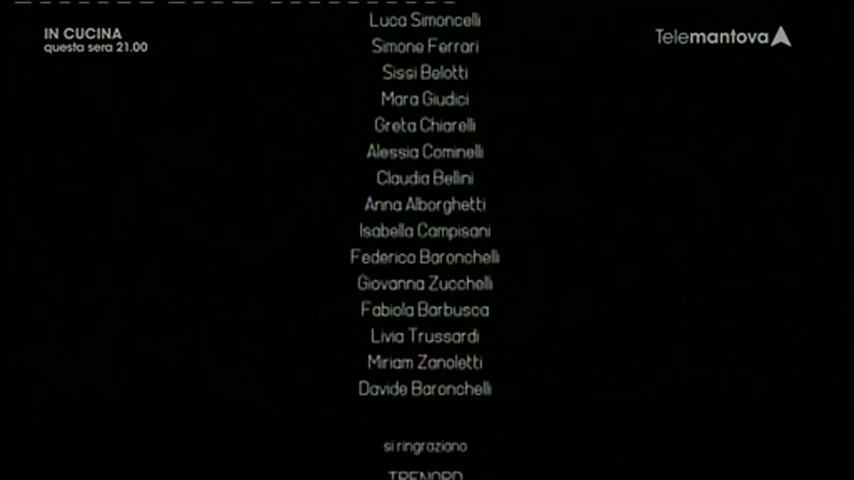 IN CUCINA
questa sera 21.00
Telemantova
Luca Simoncelli
Simone Ferrari
Sissi Belotti
Mara Giudici
Greta Chiarelli
Alessia Cominelli
Claudia Bellini
Anna Alborghetti
Isabella Campisani
Federico Baronchelli
Giovanna Zucchelli
Fabiola Barbusca
Livia Trussardi
Miriam Zanoletti
Davide Baronchelli
si ringraziano
TRENORD